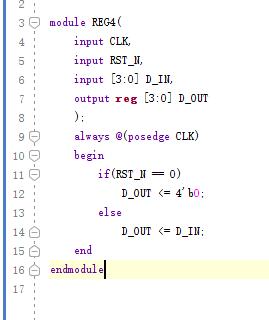 2
3 module REG4(
4 input CLK,
5 input RST_N,
6 input [3:0] D_IN,
7 output reg [3:0] D_OUT
8 );
9 always @(posedge CLK)
10 begin
11 if(RST_N == 0)
12 D_OUT <= 4'b0;
13 else
14 D_OUT <= D_IN;
15 end
16 endmodule
17